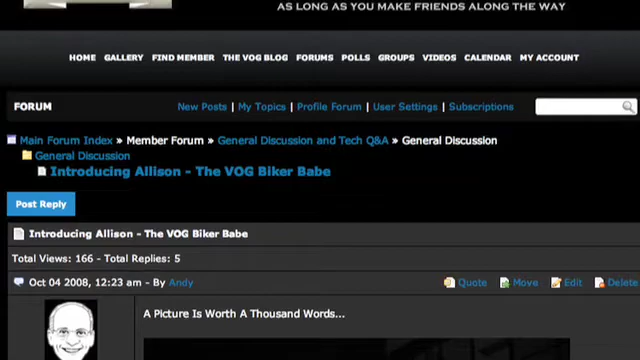 AS LONG AS YOU MAKE FRIENDS ALONG THE WAY
HOME GALLERY FIND MEMBER THE VOG BLOG FORUMS POLLS GROUPS VIDEOS CALENDAR MY ACCOUNT
FORUM New Posts | My Topics | Profile Forum | User Settings | Subscriptions
Main Forum Index » Member Forum » General Discussion and Tech Q&A » General Discussion
General Discussion
Introducing Allison - The VOG Biker Babe
Post Reply
Introducing Allison - The VOG Biker Babe
Total Views: 166 - Total Replies: 5
Oct 04 2008, 12:23 am - By Andy Quote Move Edit Delete
A Picture Is Worth A Thousand Words...